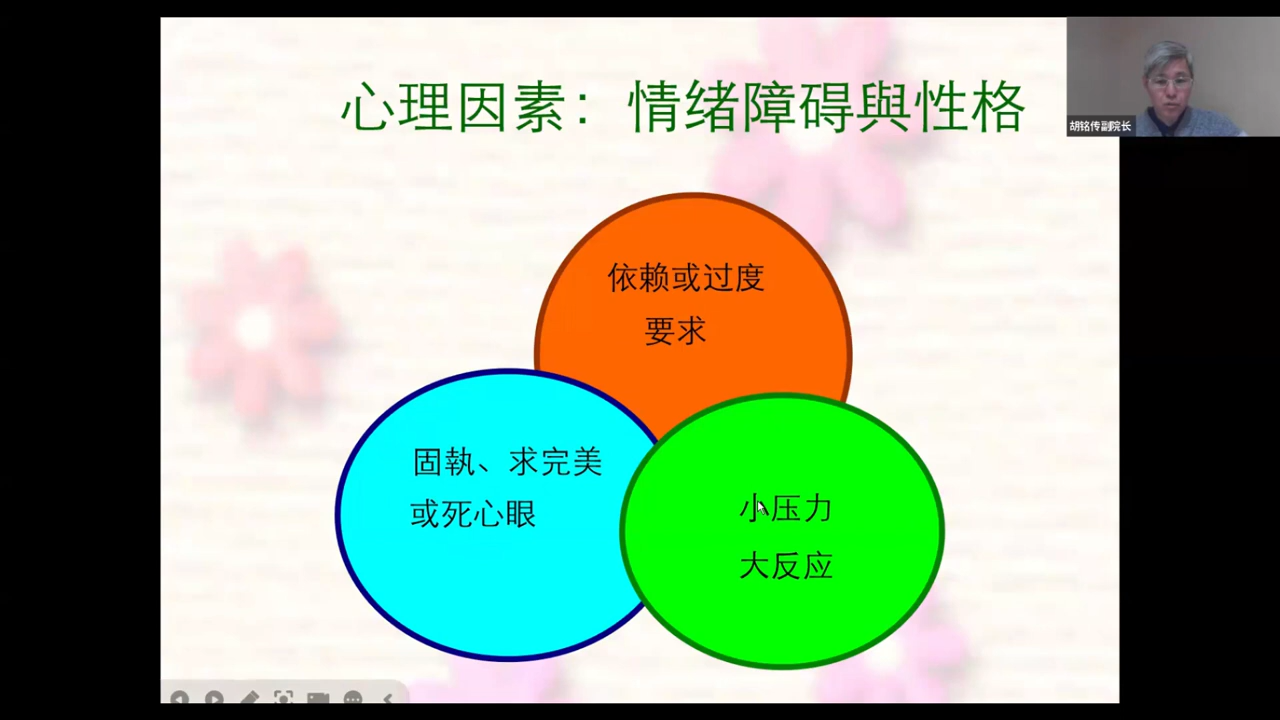 心理因素：情绪障碍與性格
胡铭传副院长
依赖或过度
要求
固執、求完美
或死心眼
小压力
大反应